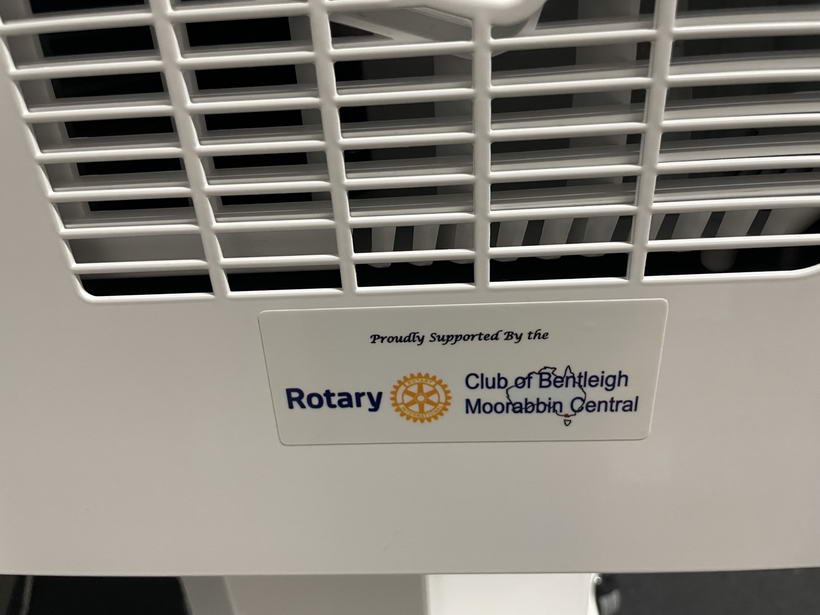 Proudly Supported By the
Rotary
Club of Bentleigh
Moorabbin Central